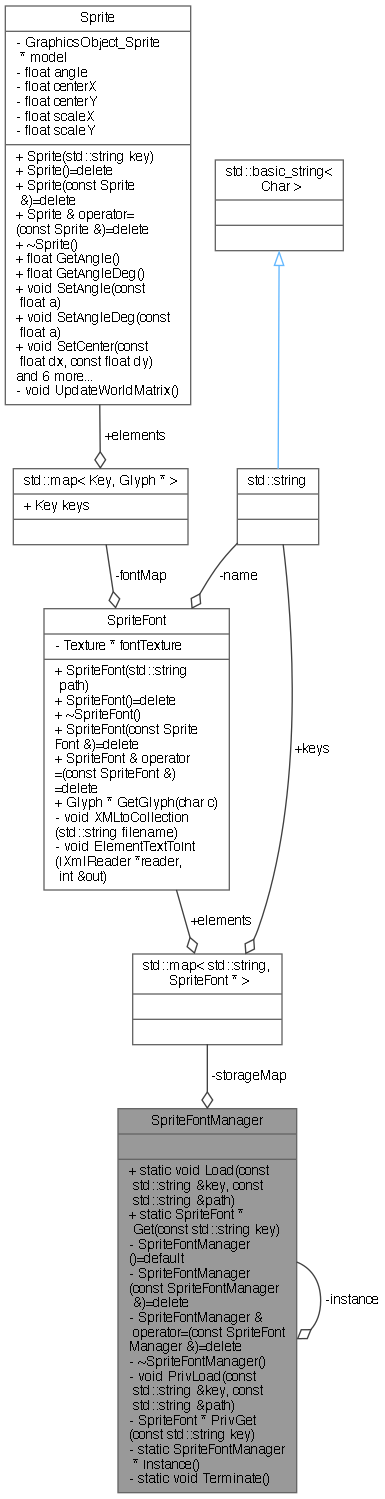 Sprite
- GraphicsObject_Sprite
* model
- float angle
- float centerX
- float centerY
- float scaleX
- float scaleY
+ Sprite(std::string key)
+ Sprite()=delete
+ Sprite(const Sprite
&)=delete
+ Sprite & operator=
(const Sprite &)=delete
+ ~Sprite()
+ float GetAngle()
+ float GetAngleDeg()
+ void SetAngle(const
float a)
+ void SetAngleDeg(const
float a)
+ void SetCenter(const
float dx, const float dy)
and 6 more...
- void UpdateWorldMatrix()
std::basic_string<
Char >
+elements
std::map< Key, Glyph * >
+ Key keys
std::string
-fontMap
-name
SpriteFont
- Texture * fontTexture
+ SpriteFont(std::string
path)
+ SpriteFont()=delete
+ ~SpriteFont()
+ SpriteFont(const Sprite
Font &)=delete
+ SpriteFont & operator
=(const SpriteFont &)
=delete
+ Glyph * GetGlyph(char c)
- void XMLtoCollection
(std::string filename)
- void ElementTextToInt
(IXmlReader *reader,
int &out)
+keys
+elements
std::map< std::string,
SpriteFont * >
-storageMap
SpriteFontManager
+ static void Load(const
std::string &key, const
std::string &path)
+ static SpriteFont *
Get(const std::string key)
- SpriteFontManager
()=default
- SpriteFontManager
(const SpriteFontManager
&)=delete
- SpriteFontManager &
operator=(const SpriteFont
Manager &)=delete
- ~SpriteFontManager()
- void PrivLoad(const
std::string &key, const
std::string &path)
- SpriteFont * PrivGet
(const std::string key)
- static SpriteFontManager
* Instance()
- static void Terminate()
-instance